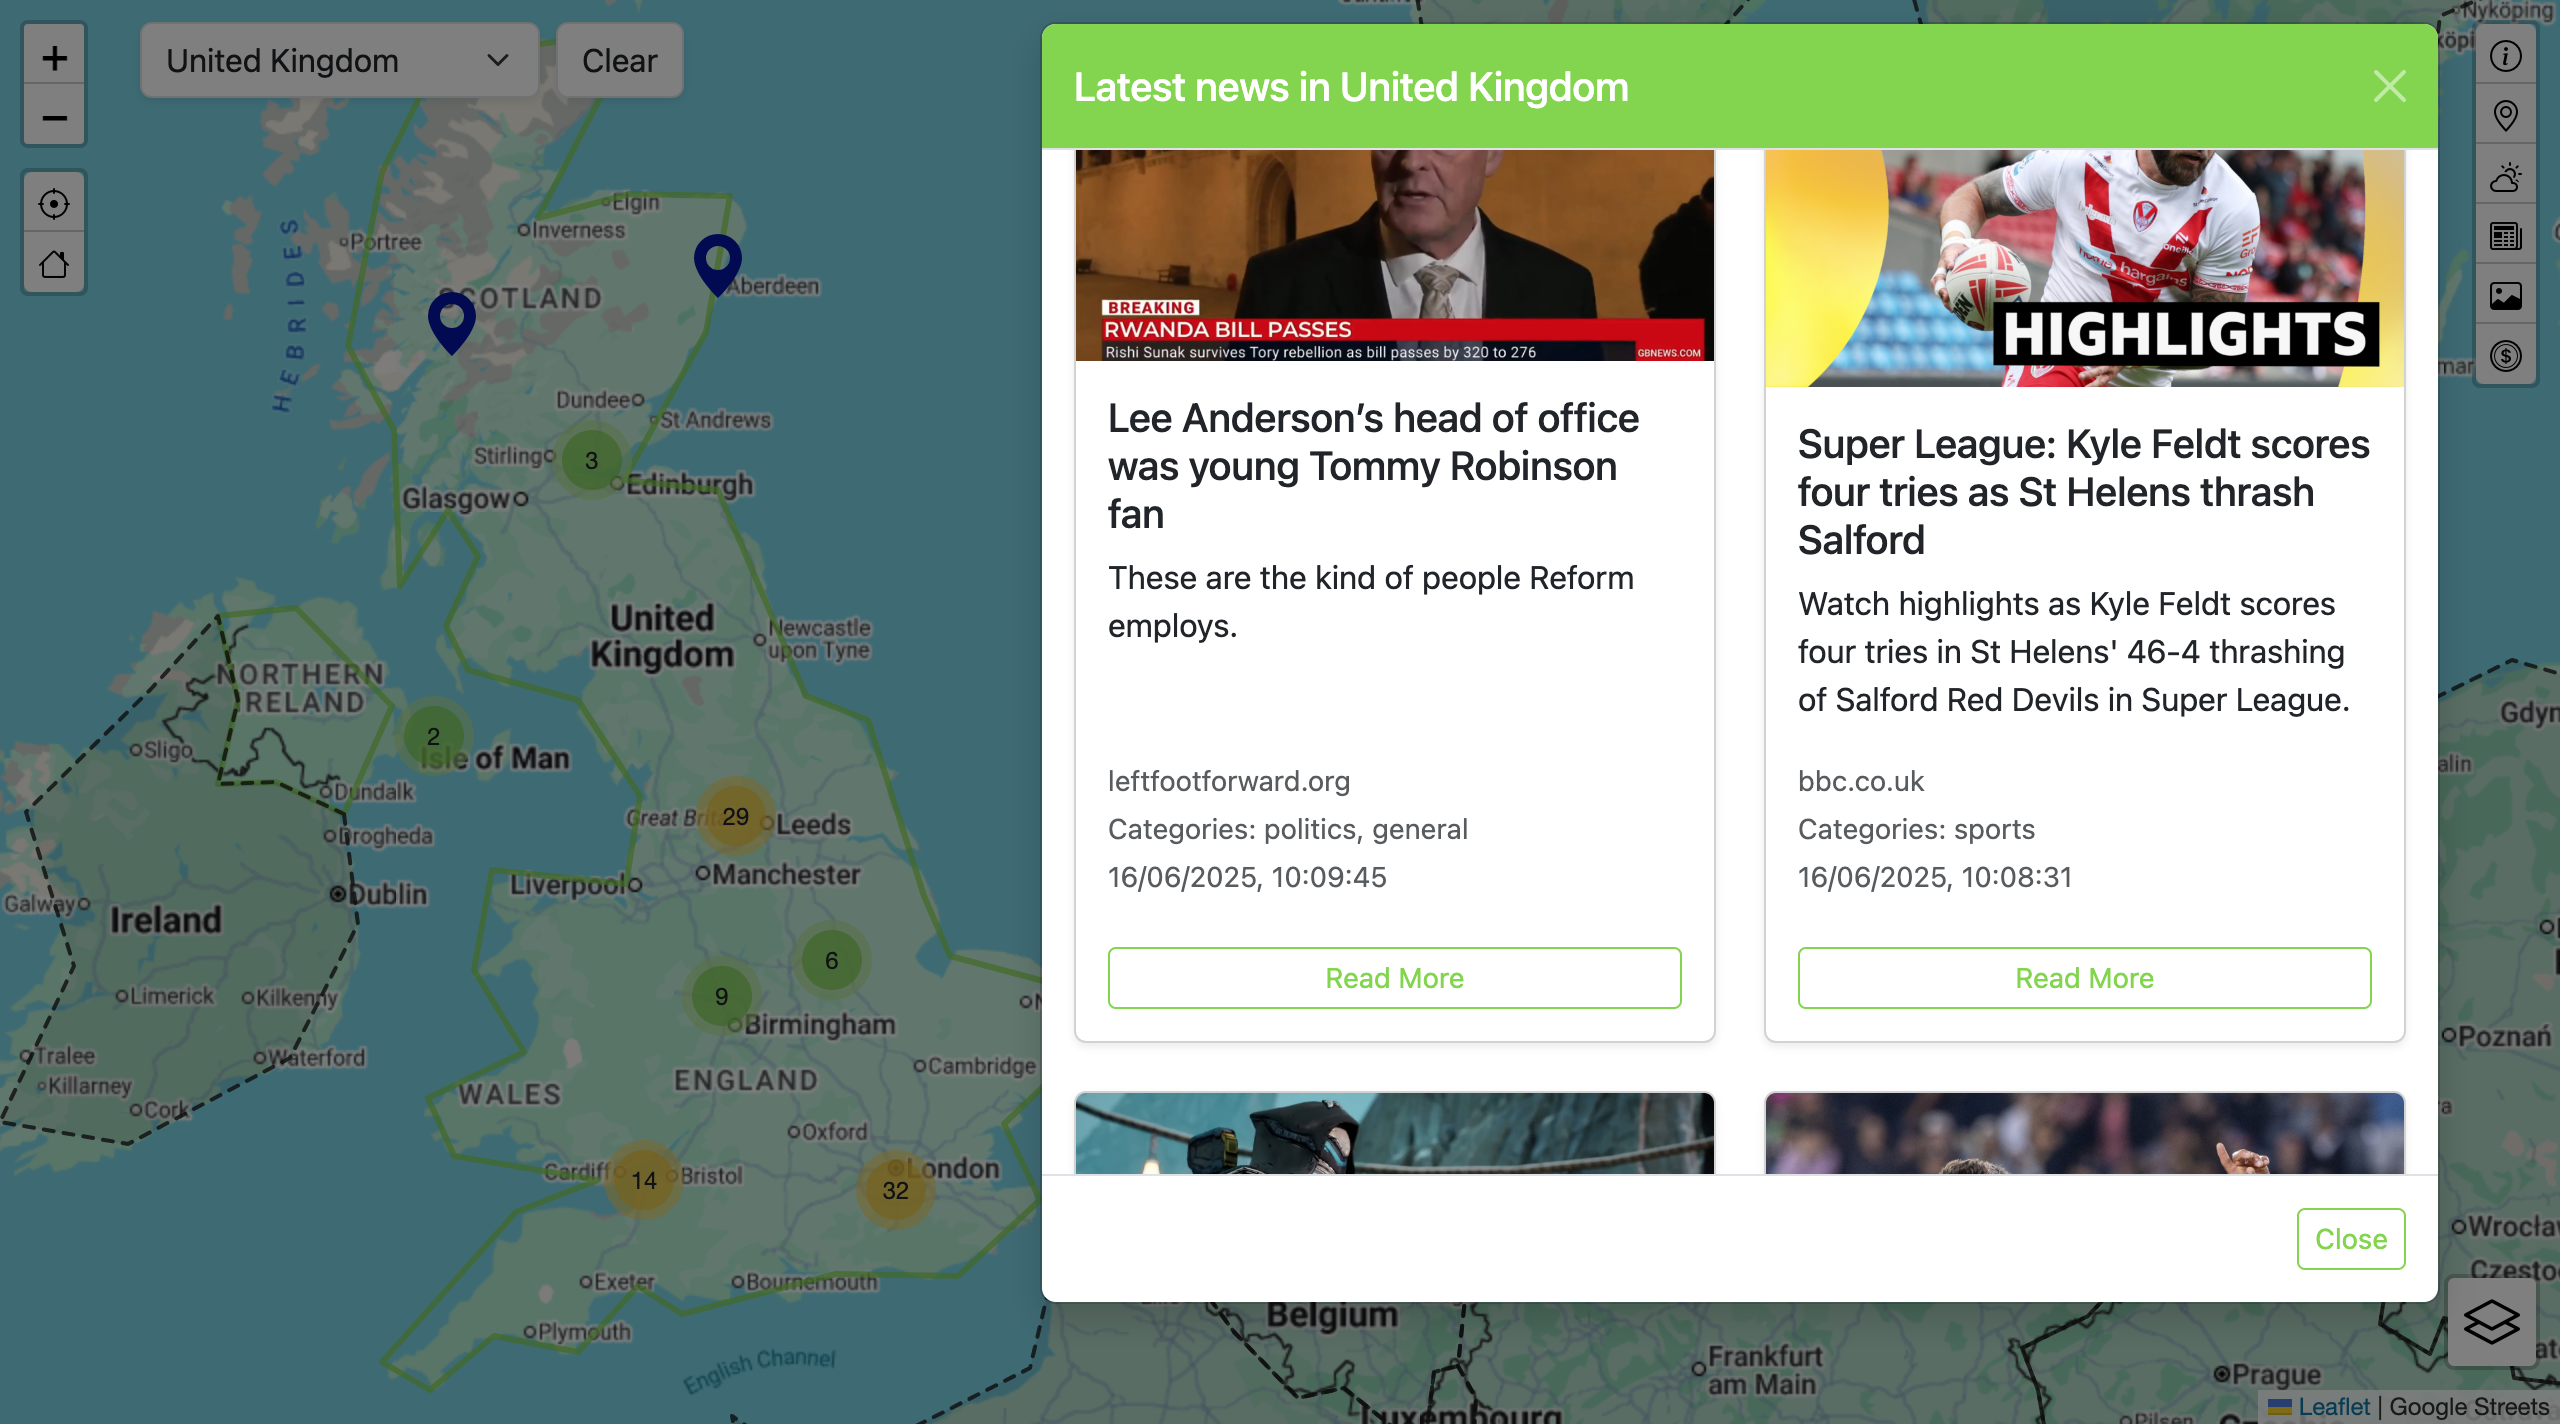 +
−
United Kingdom
Clear
Latest news in United Kingdom
BREAKING
RWANDA BILL PASSES
Rishi Sunak survives Tory rebellion as bill passes by 320 to 276
GBNEWS.COM
Lee Anderson’s head of office
was young Tommy Robinson
fan
These are the kind of people Reform
employs.
leftfootforward.org
Categories: politics, general
16/06/2025, 10:09:45
Read More
HIGHLIGHTS
Super League: Kyle Feldt scores
four tries as St Helens thrash
Salford
Watch highlights as Kyle Feldt scores
four tries in St Helens' 46-4 thrashing
of Salford Red Devils in Super League.
bbc.co.uk
Categories: sports
16/06/2025, 10:08:31
Read More
Close
Nyköping
Elgin
Inverness
Portree
HEBRIDES
Aberdeen
SCOTLAND
Dundee
St Andrews
Stirling
3
Edinburgh
Glasgow
United
Kingdom
Newcastle
upon Tyne
NORTHERN
IRELAND
2
Isle of Man
Sligo
Dundalk
29
Leeds
Drogheda
Manchester
Liverpool
Dublin
Galway
Ireland
6
9
Limerick
Kilkenny
Birmingham
Tralee
Waterford
Cambridge
Killarney
ENGLAND
WALES
Cork
Oxford
London
Cardiff
14
Bristol
32
Exeter
Bournemouth
Plymouth
English Channel
Belgium
Poznań
Frankfurt
am Main
Prague
Luxembourg
Leaflet | Google Streets